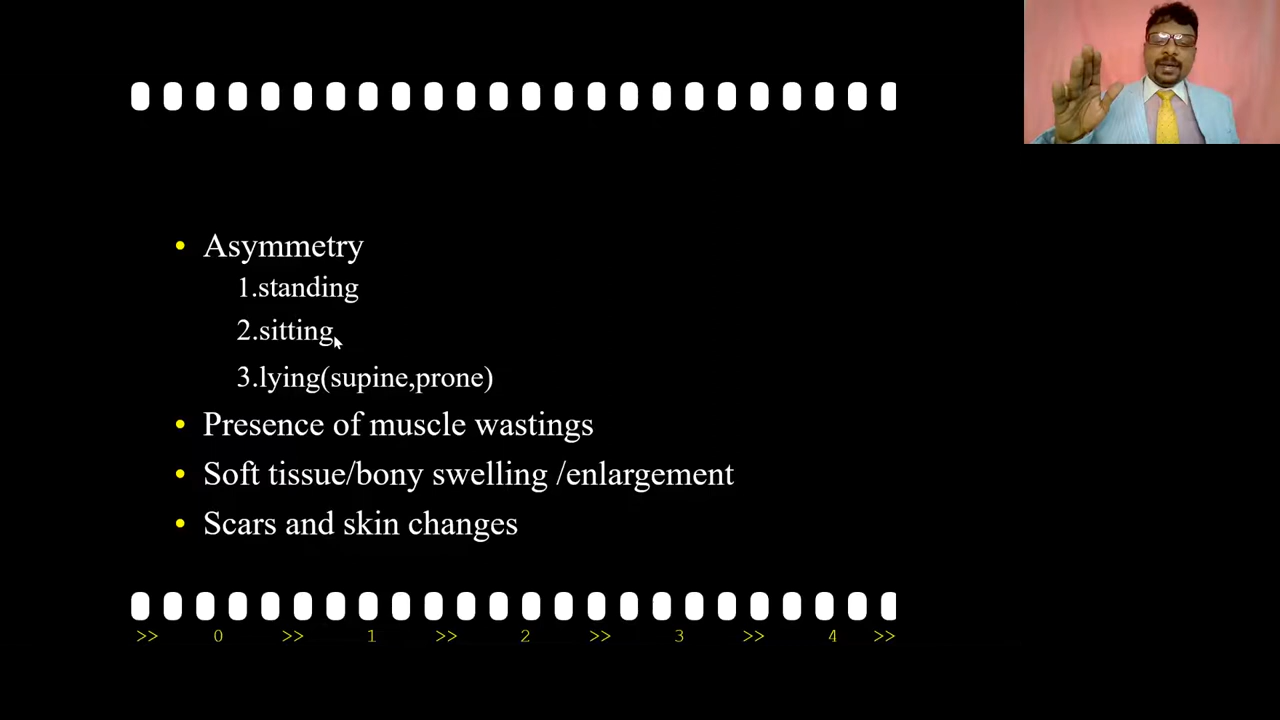 • Asymmetry
1.standing
2.sitting
3.lying(supine,prone)
• Presence of muscle wastings
• Soft tissue/bony swelling /enlargement
• Scars and skin changes
>> 0 >> 1 >> 2 >> 3 >> 4 >>